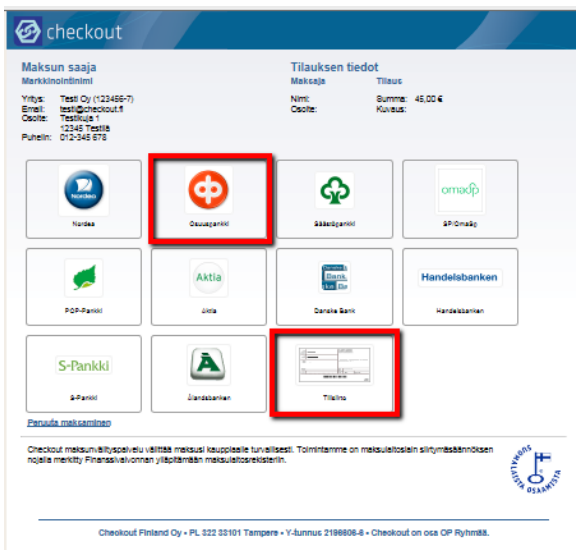 checkout
Maksun saaja
Markkinointinimi
Yritys: Testi Oy (123456-7)
Email: testi@checkout.fi
Osoite: Testikuja 1
12345 Testilä
Puhelin: 012-345 678
Tilauksen tiedot
Maksaja Tilaus
Nimi: Summa: 45,00 €
Osoite: Kuvaus:
Nordea
Nordea
Osuuspankki
Säästöpankki
omasp
SP/OmaSp
POP-Pankki
Aktia
Aktia
Danske
Bank
Danske Bank
Handelsbanken
Handelsbanken
S-Pankki
S-Pankki
Ålandsbanken
Tilisiirto
Peruuta maksaminen
Checkout maksunvälityspalvelu välittää maksusi kauppiaalle turvallisesti. Toimintamme on maksulaitoslain siirtymäsäännöksen
nojalla merkitty Finanssivalvonnan ylläpitämään maksulaitosrekisteriin.
SUOMALAISTA OSAAMISTA
Checkout Finland Oy • PL 322 33101 Tampere • Y-tunnus 2196606-6 • Checkout on osa OP Ryhmää.